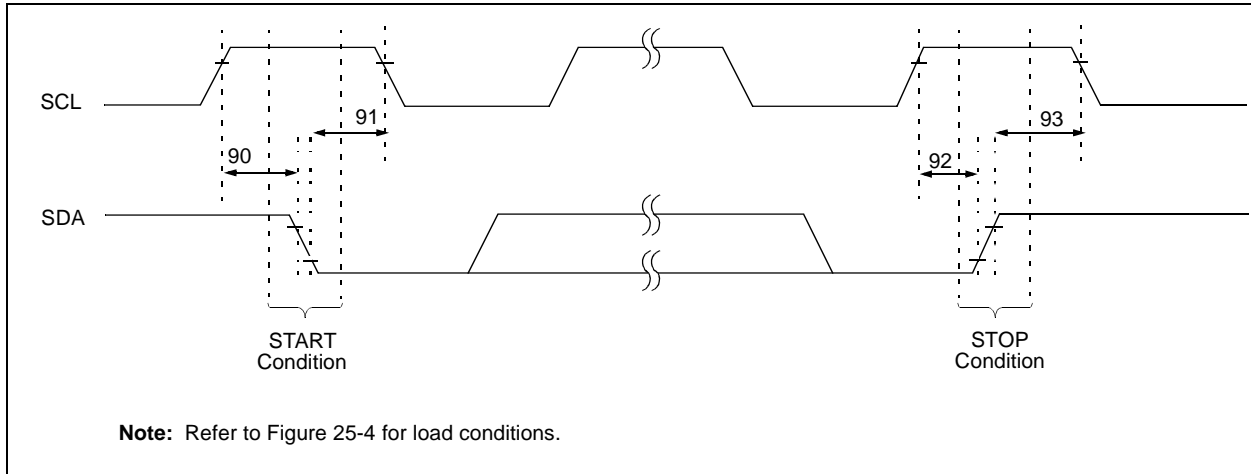 SCL
91
93
90
92
SDA
START
Condition
STOP
Condition
Note: Refer to Figure 25-4 for load conditions.